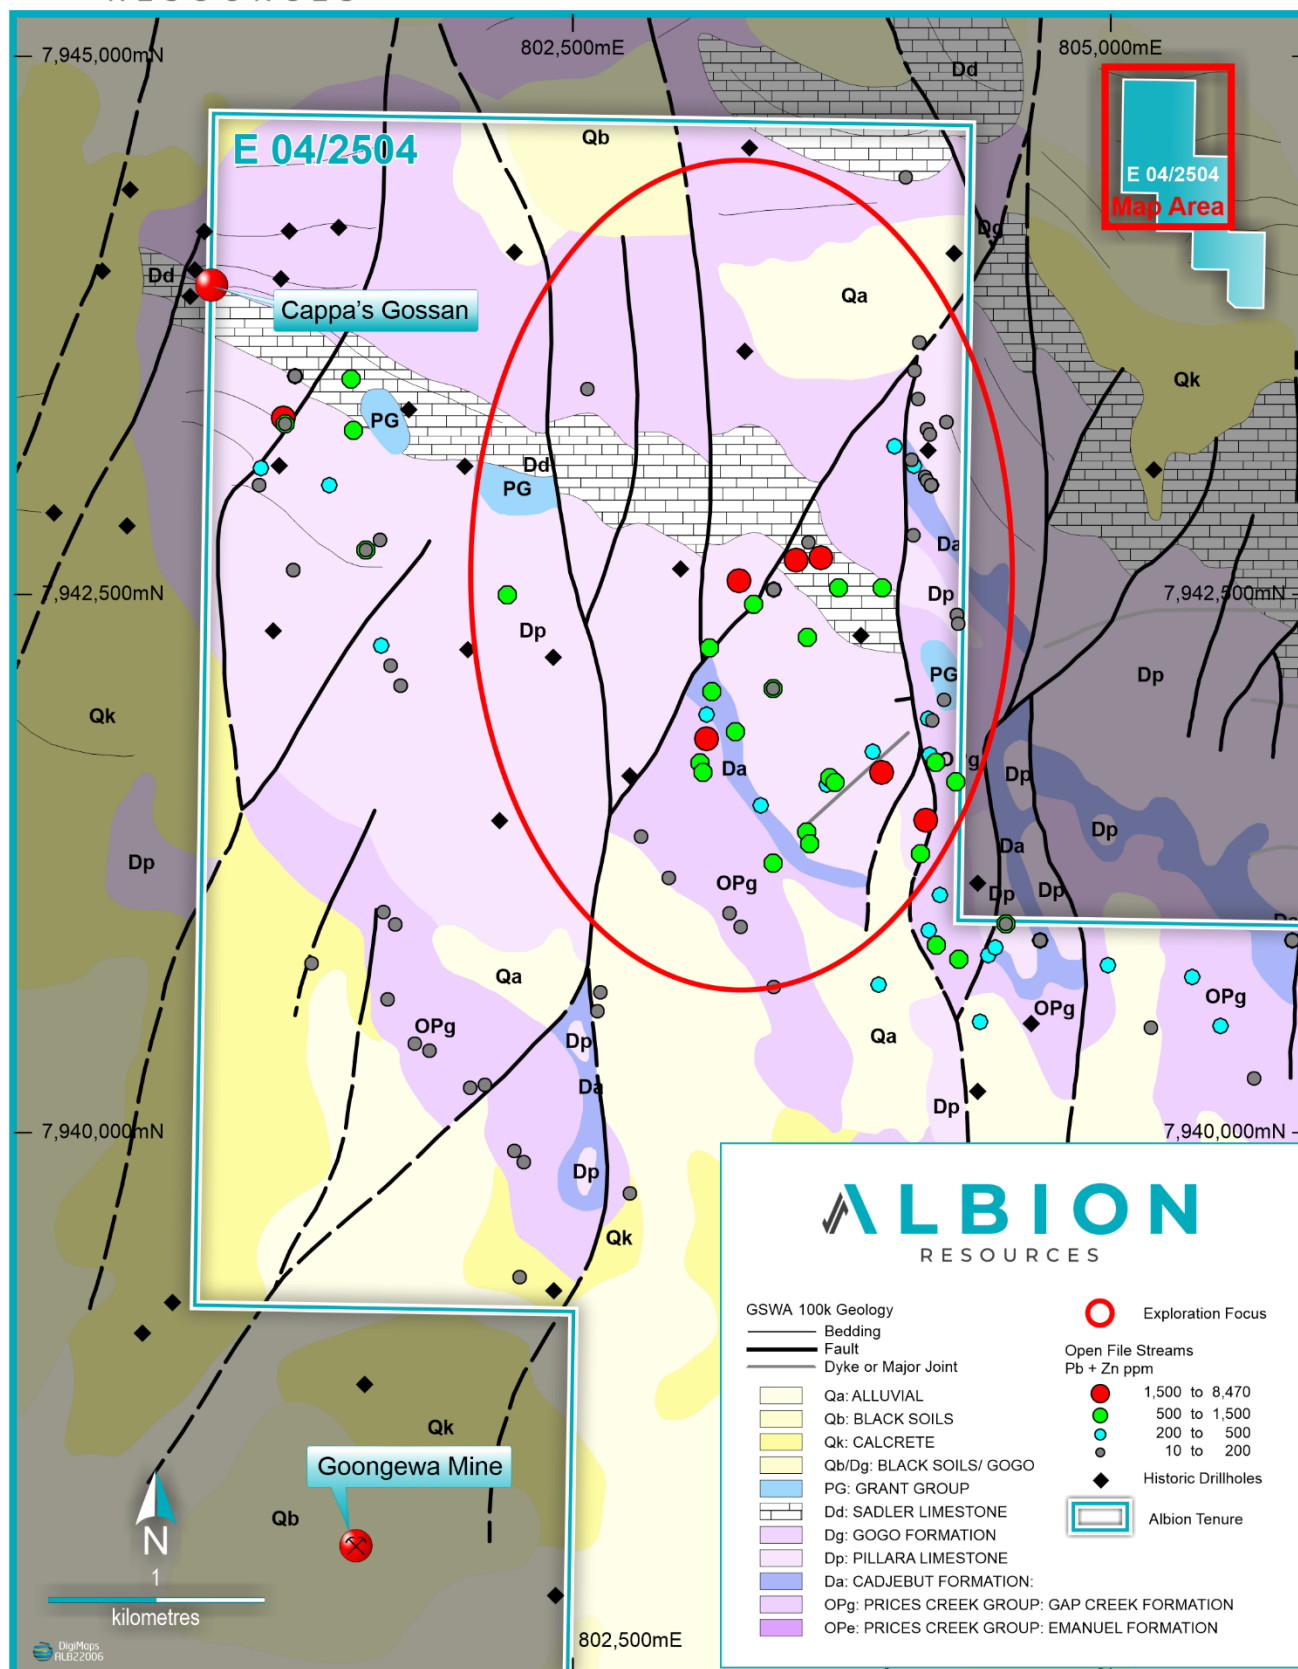 RESOURCES
7,945,000mN
802,500mE
805,000mE
Dd
Qb
E 04/2504
E 04/2504
Map Area
Dg
Dd
Qa
Cappa's Gossan
Qk
PG
Dd
PG
Da
7,942,500mN
7,942,500mN
Dp
Dp
PG
Dp
Qk
Da
OPg
Dp
Dp
Da
Dp
OPg
Dp
Dp
Da
Qa
OPg
OPg
OPg
Dp
Qa
Da
Dp
7,940,000mN
7,940,000mN
Dp
Qk
ALBION
RESOURCES
GSWA 100k Geology
Bedding
Fault
Dyke or Major Joint
Qa: ALLUVIAL
Qb: BLACK SOILS
Qk: CALCRETE
Qb/Dg: BLACK SOILS/ GOGO
PG: GRANT GROUP
Dd: SADLER LIMESTONE
Dg: GOGO FORMATION
Dp: PILLARA LIMESTONE
Da: CADJEBUT FORMATION:
OPg: PRICES CREEK GROUP: GAP CREEK FORMATION
OPe: PRICES CREEK GROUP: EMANUEL FORMATION
Exploration Focus
Open File Streams
Pb + Zn ppm
1,500 to 8,470
500 to 1,500
200 to 500
10 to 200
Historic Drillholes
Albion Tenure
Qk
Goongewa Mine
Qb
N
1
kilometres
802,500mE
DigiMaps
ALB22006